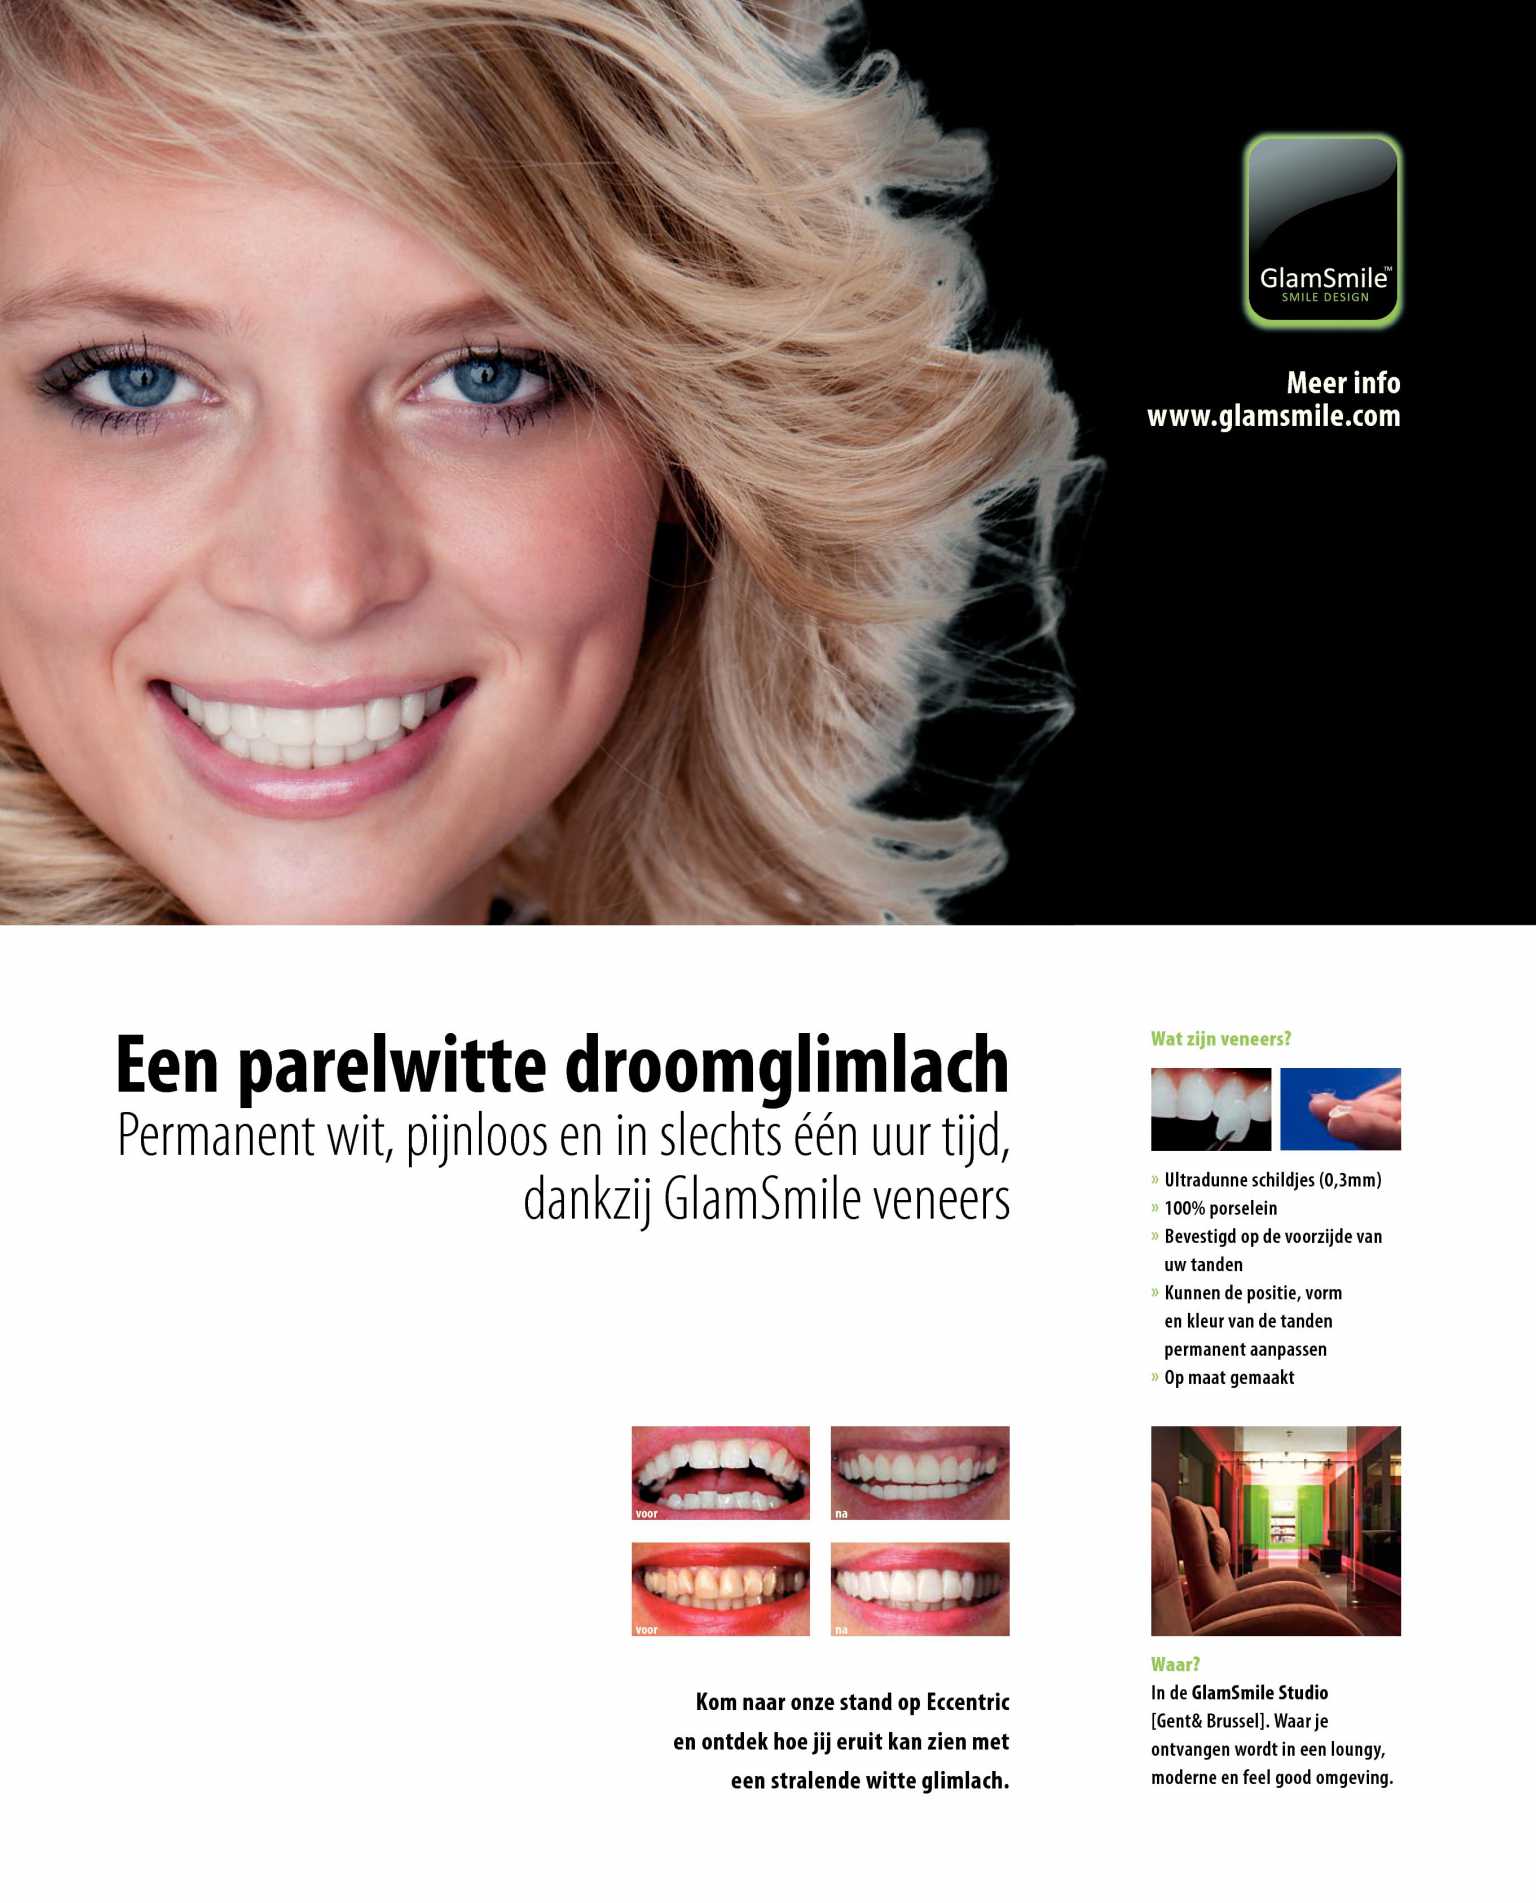 GlamSmile™
SMILE DESIGN
Meer info
www.glamsmile.com
Een parelwitte droomglimlach
Permanent wit, pijnloos en in slechts één uur tijd,
dankzij GlamSmile veneers
voor
na
voor
na
Kom naar onze stand op Eccentric
en ontdek hoe jij eruit kan zien met
een stralende witte glimlach.
Wat zijn veneers?
» Ultradunne schildjes (0,3mm)
» 100% porselein
» Bevestigd op de voorzijde van
uw tanden
» Kunnen de positie, vorm
en kleur van de tanden
permanent aanpassen
» Op maat gemaakt
Waar?
In de GlamSmile Studio
[Gent& Brussel]. Waar je
ontvangen wordt in een loungy,
moderne en feel good omgeving.